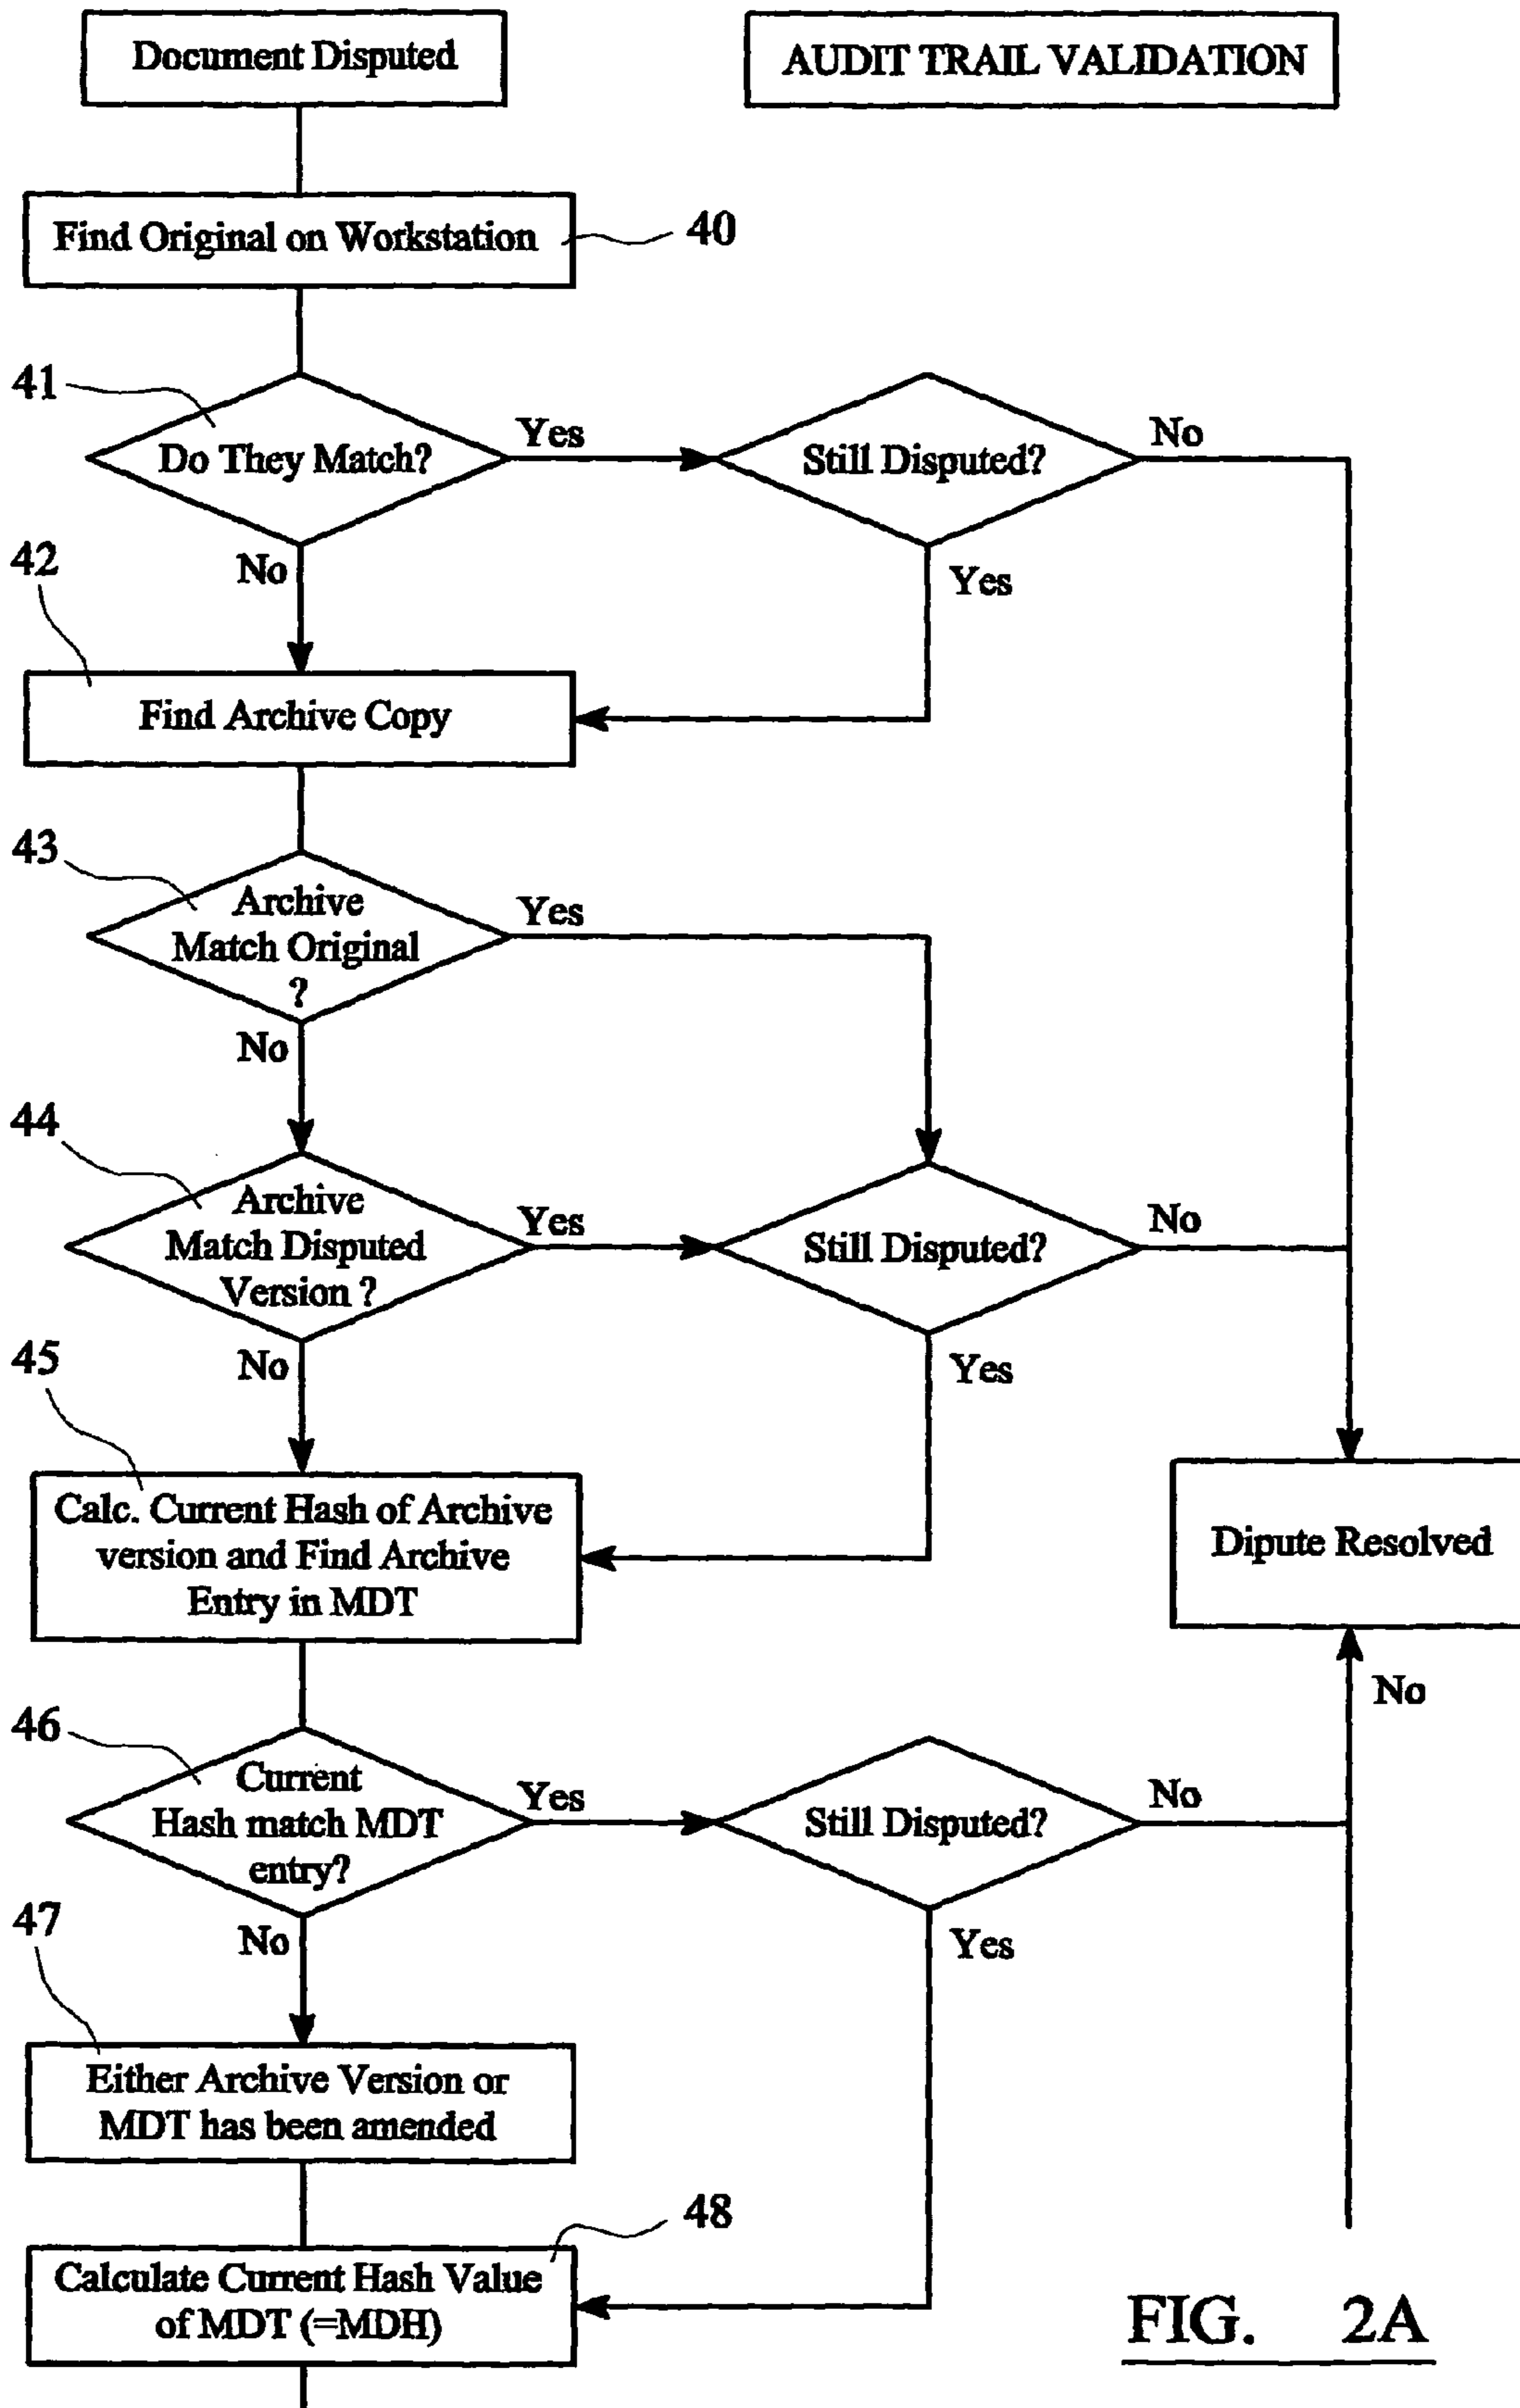 Document Disputed
AUDIT TRAIL VALIDATION
Find Original on Workstation
40
41
Do They Match?
Yes
Still Disputed?
No
No
Yes
42
Find Archive Copy
43
Archive
Match Original
?
Yes
No
44
Archive
Match Disputed
Version ?
Yes
Still Disputed?
No
No
Yes
45
Calc. Current Hash of Archive
version and Find Archive
Entry in MDT
Dipute Resolved
No
46
Current
Hash match MDT
entry?
Yes
Still Disputed?
No
No
Yes
47
Either Archive Version or
MDT has been amended
48
Calculate Current Hash Value
of MDT (=MDH)
FIG. 2A